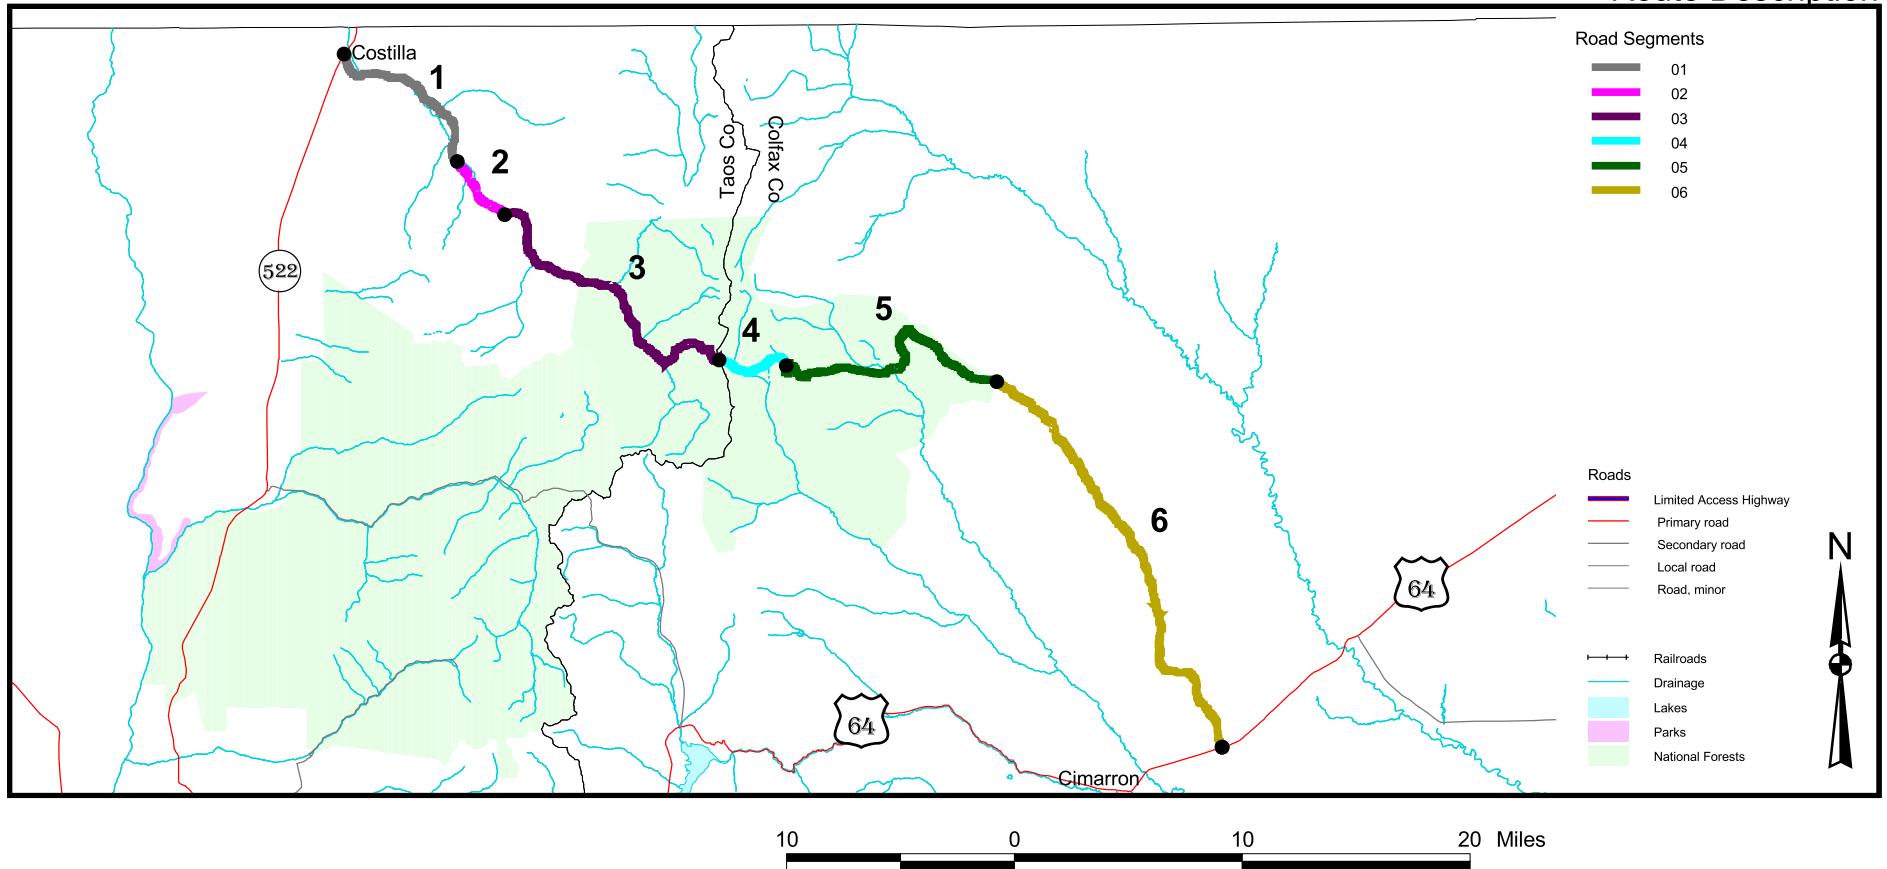 Route Description
Road Segments
01
02
03
04
05
06
Costilla
1
2
3
4
5
6
Taos Co
Colfax Co
522
64
64
Cimarron
Roads
Limited Access Highway
Primary road
Secondary road
Local road
Road, minor
Railroads
Drainage
Lakes
Parks
National Forests
N
10 0 10 20 Miles